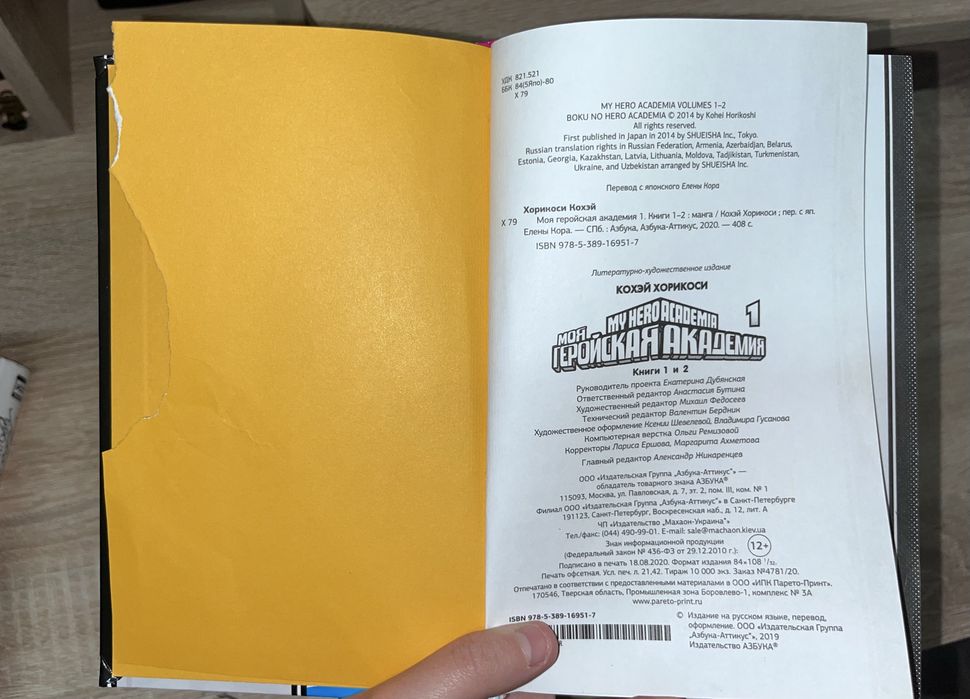 УДК 821.521
ББК 84(5Япо)-80
Х 79
MY HERO ACADEMIA VOLUMES 1–2
BOKU NO HERO ACADEMIA © 2014 by Kohei Horikoshi
All rights reserved.
First published in Japan in 2014 by SHUEISHA Inc., Tokyo.
Russian translation rights in Russian Federation, Armenia, Azerbaidjan, Belarus,
Estonia, Georgia, Kazakhstan, Latvia, Lithuania, Moldova, Tadjikistan, Turkmenistan,
Ukraine, and Uzbekistan arranged by SHUEISHA Inc.
Перевод с японского Елены Кора
Хорикоси Кохэй
Х 79 Моя геройская академия 1. Книги 1–2 : манга / Кохэй Хорикоси ; пер. с яп.
Елены Кора. — СПб. : Азбука, Азбука-Аттикус, 2020. — 408 с.
ISBN 978-5-389-16951-7
Литературно-художественное издание
КОХЭЙ ХОРИКОСИ
MY HERO ACADEMIA 1
МОЯ
ГЕРОЙСКАЯ АКАДЕМИЯ
Книги 1 и 2
Руководитель проекта Екатерина Дубянская
Ответственный редактор Анастасия Бутина
Художественный редактор Михаил Федосеев
Технический редактор Валентин Бердник
Художественное оформление Ксении Шевелевой, Владимира Гусакова
Компьютерная верстка Ольги Ремизовой
Корректоры Лариса Ершова, Маргарита Ахметова
Главный редактор Александр Жикаренцев
ООО «Издательская Группа „Азбука-Аттикус“» —
обладатель товарного знака АЗБУКА®
115093, Москва, ул. Павловская, д. 7, эт. 2, пом. III, ком. № 1
Филиал ООО «Издательская Группа „Азбука-Аттикус“» в Санкт-Петербурге
191123, Санкт-Петербург, Воскресенская наб., д. 12, лит. А
ЧП «Издательство „Махаон-Украина“»
Тел./факс: (044) 490-99-01. E-mail: sale@machaon.kiev.ua
Знак информационной продукции
(Федеральный закон № 436-ФЗ от 29.12.2010 г.): 12+
Подписано в печать 18.08.2020. Формат издания 84×108 1/32.
Печать офсетная. Усл. печ. л. 21,42. Тираж 10 000 экз. Заказ №4781/20.
Отпечатано в соответствии с предоставленными материалами в ООО «ИПК Парето-Принт».
170546, Тверская область, Промышленная зона Боровлево-1, комплекс № 3А
www.pareto-print.ru
ISBN 978-5-389-16951-7
© Издание на русском языке, перевод,
оформление. ООО «Издательская Группа
„Азбука-Аттикус“», 2019
Издательство АЗБУКА®